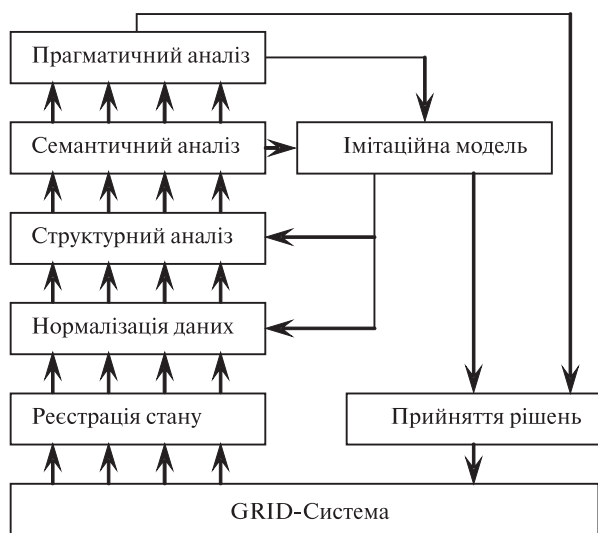 Прагматичний аналіз
Семантичний аналіз
Імітаційна модель
Структурний аналіз
Нормалізація даних
Реєстрація стану
Прийняття рішень
GRID-Система